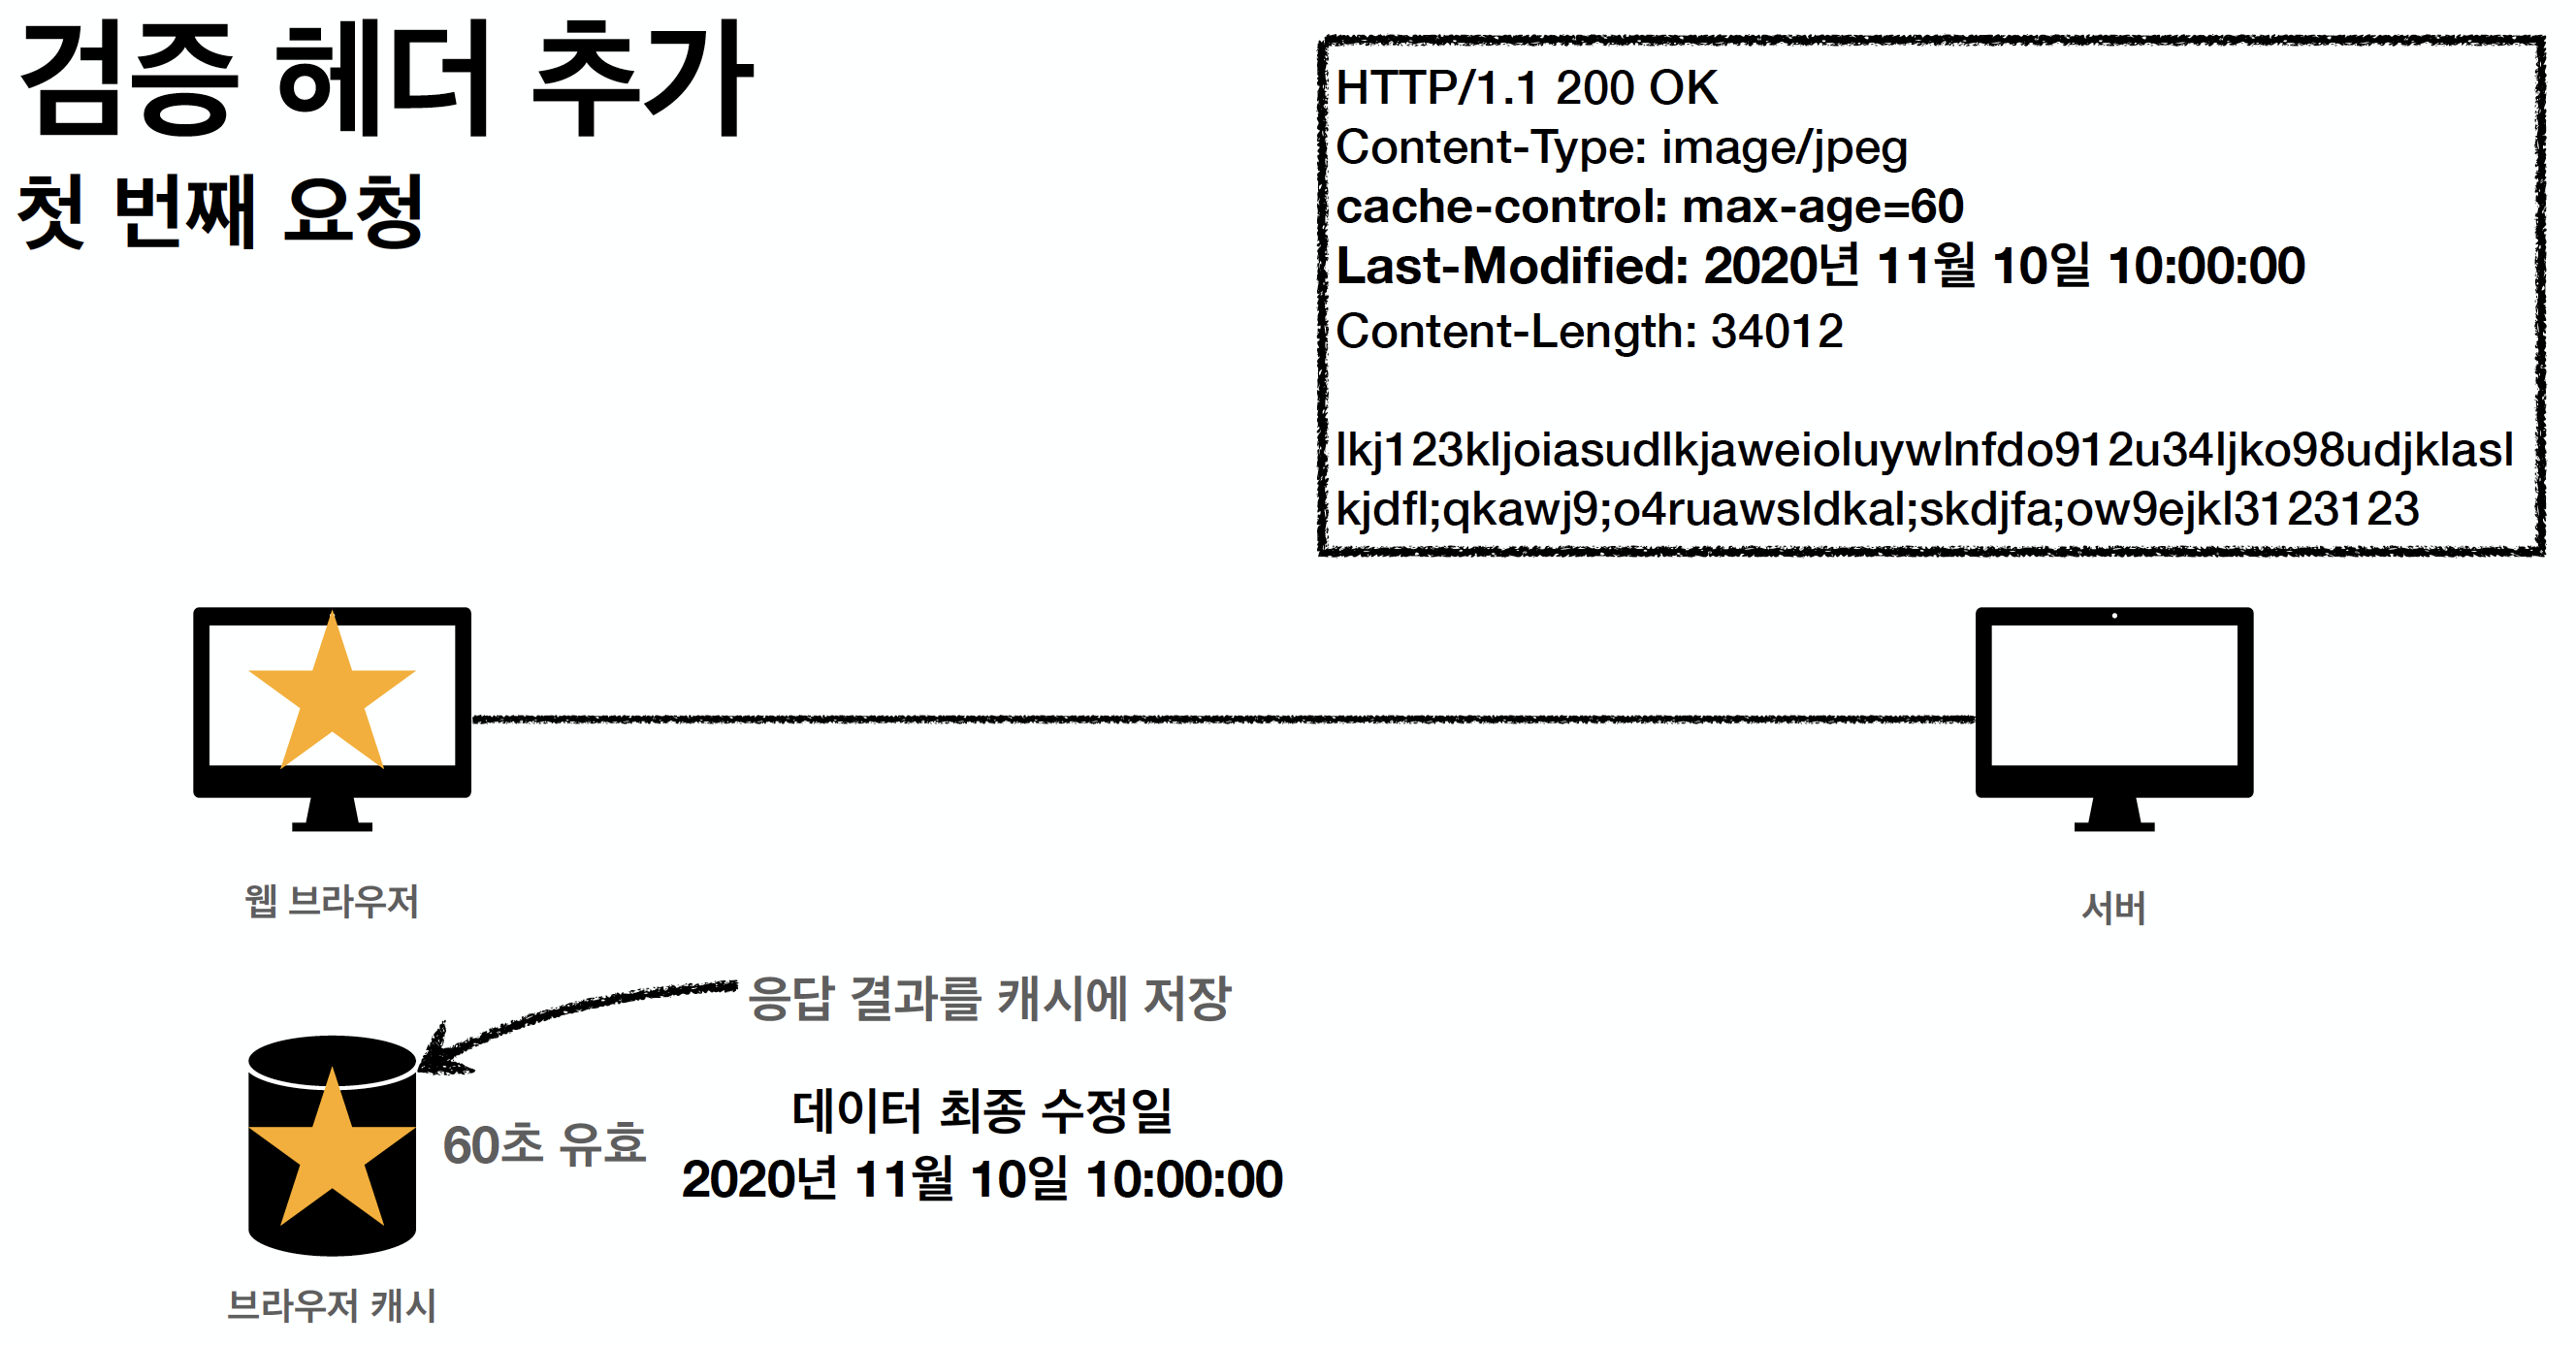 검증 헤더 추가
첫 번째 요청
HTTP/1.1 200 OK
Content-Type: image/jpeg
cache-control: max-age=60
Last-Modified: 2020년 11월 10일 10:00:00
Content-Length: 34012
lkj123kljoiasudlkjaweioluywlnfdo912u34ljko98udjklasl
kjdfl;qkawj9;o4ruawsldkal;skdjfa;ow9ejkl3123123
웹 브라우저
서버
응답 결과를 캐시에 저장
데이터 최종 수정일
60초 유효
2020년 11월 10일 10:00:00
브라우저 캐시